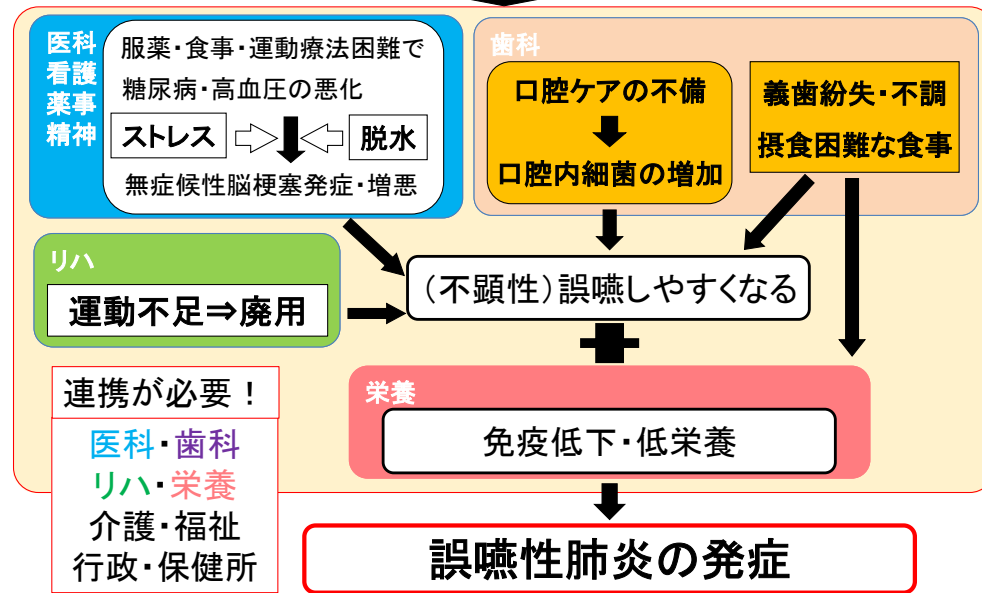 医科
看護
薬事
精神
服薬・食事・運動療法困難で
糖尿病・高血圧の悪化
ストレス
脱水
無症候性脳梗塞発症・増悪
歯科
口腔ケアの不備
口腔内細菌の増加
義歯紛失・不調
摂食困難な食事
リハ
運動不足⇒廃用
（不顕性）誤嚥しやすくなる
栄養
免疫低下・低栄養
連携が必要！
医科・歯科
リハ・栄養
介護・福祉
行政・保健所
誤嚥性肺炎の発症